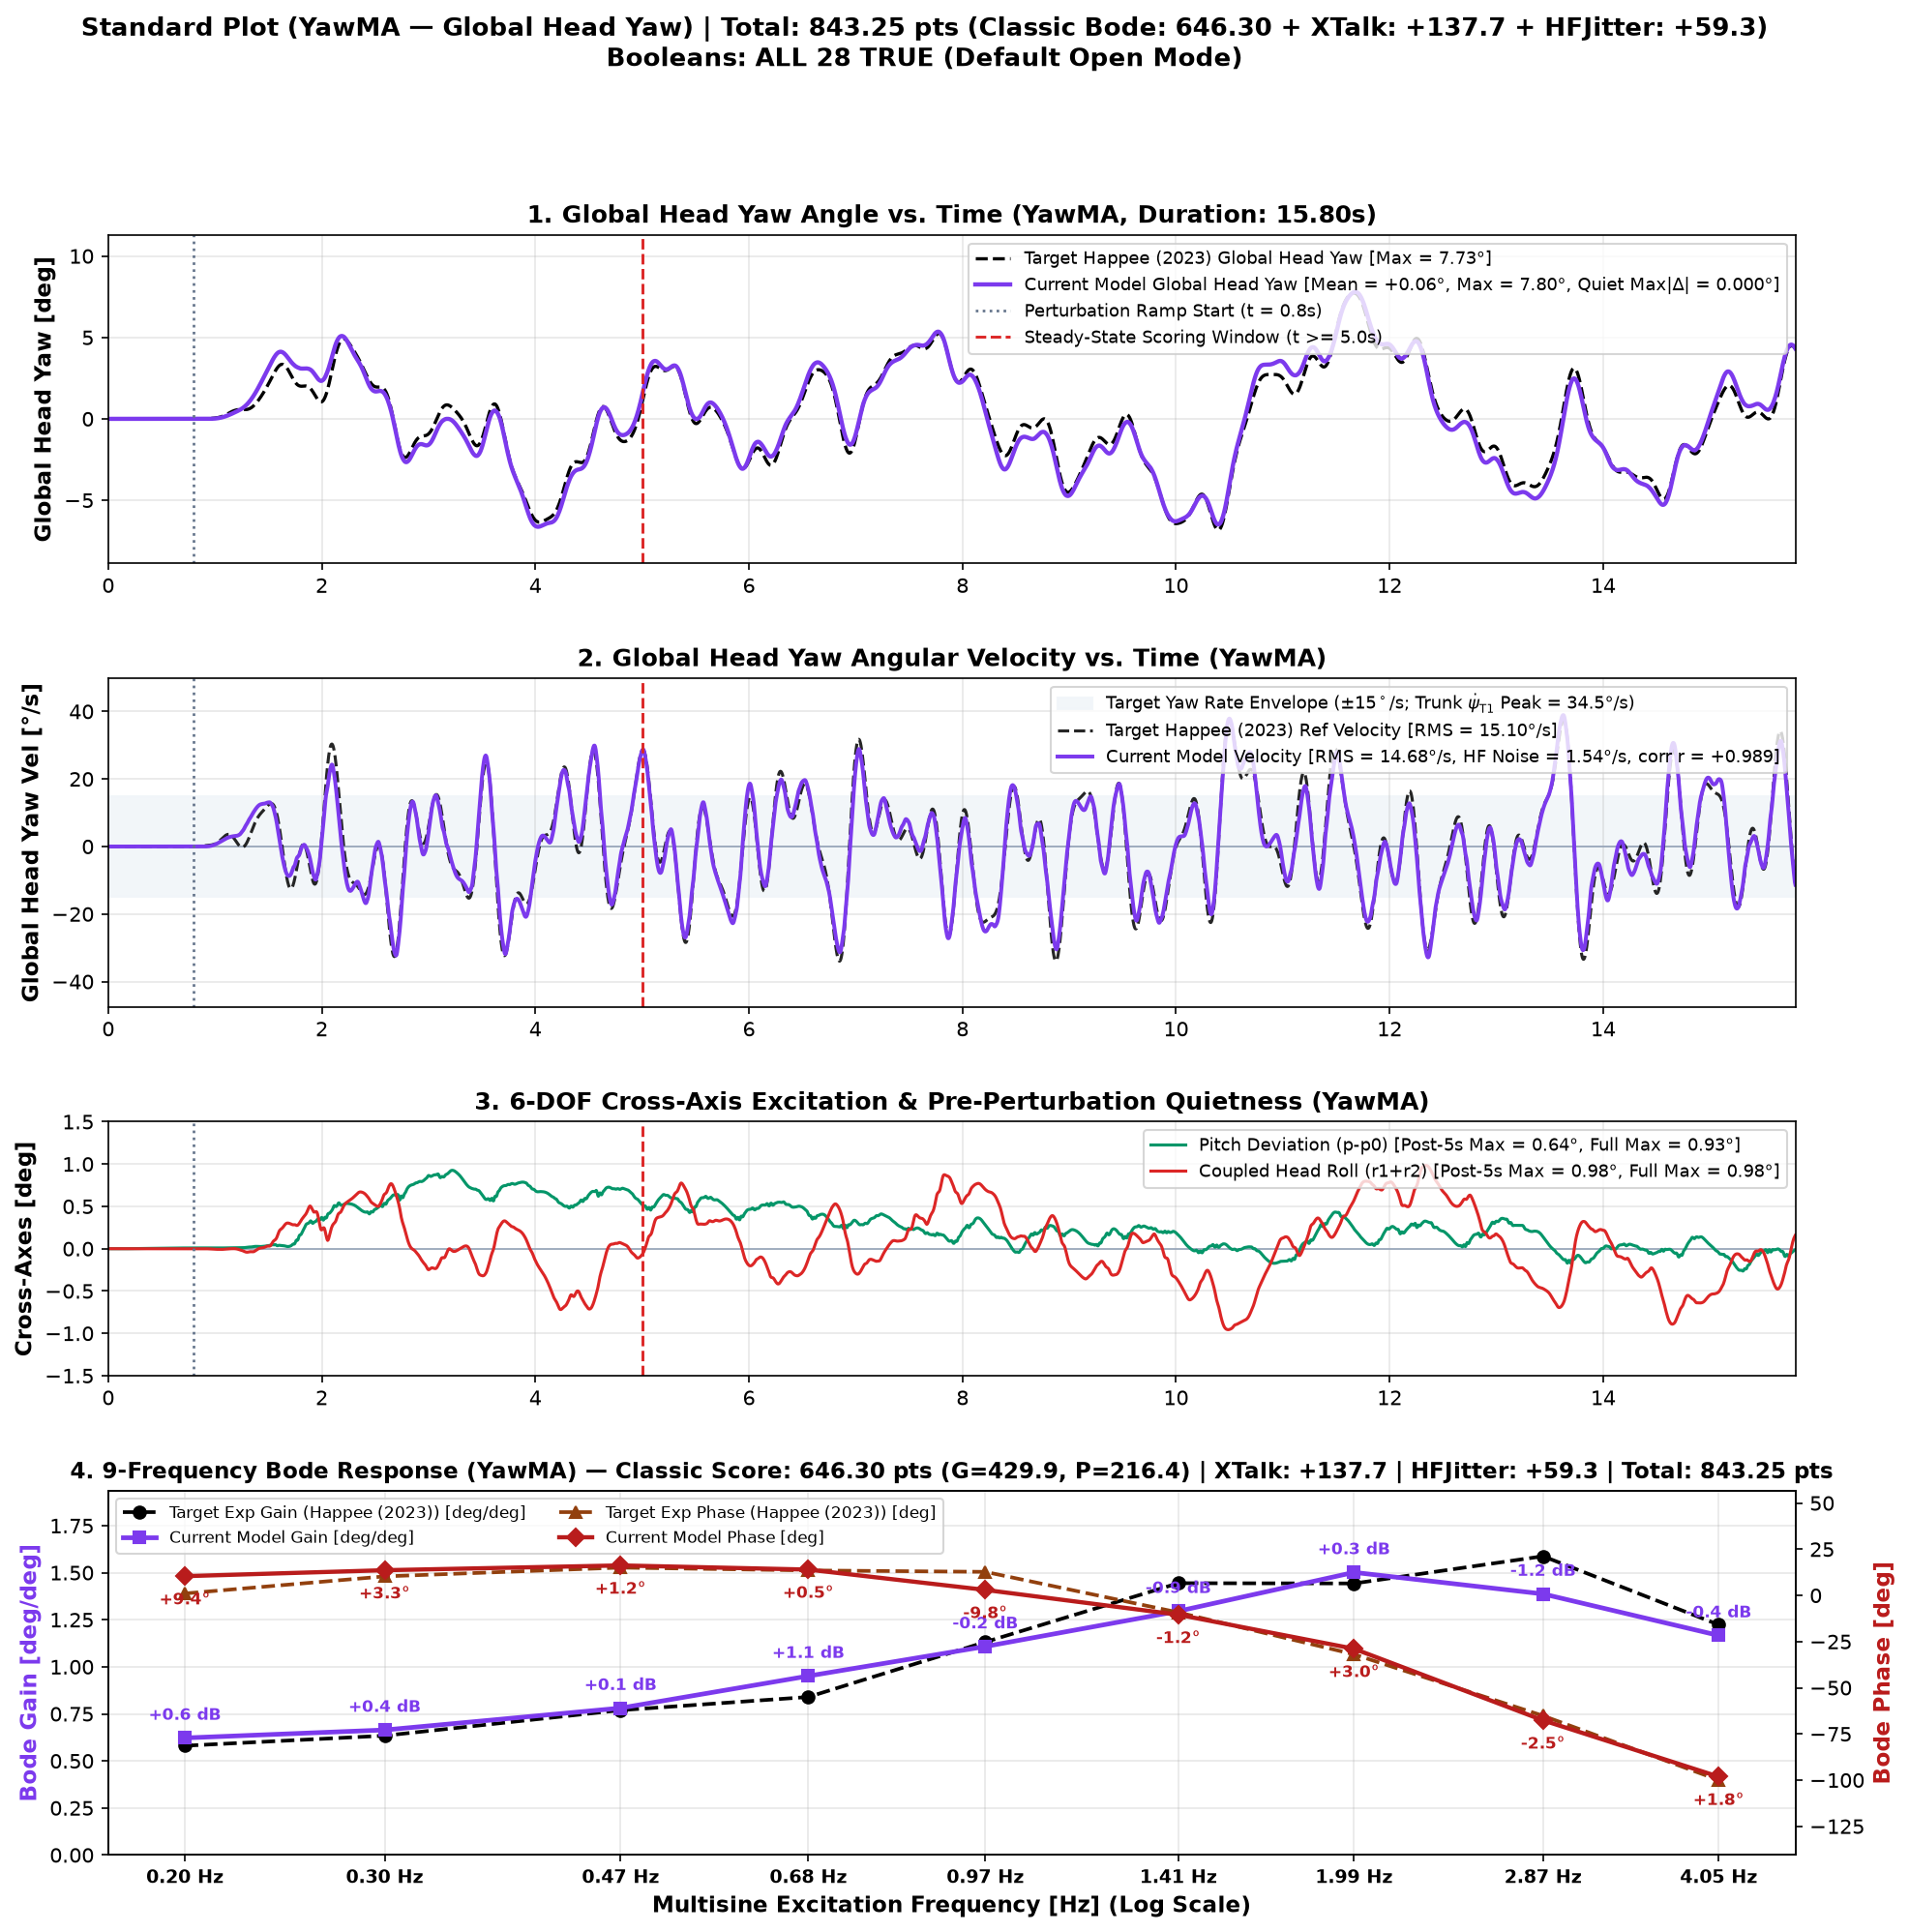 Standard Plot (YawMA — Global Head Yaw) | Total: 843.25 pts (Classic Bode: 646.30 + XTalk: +137.7 + HFJitter: +59.3)
Booleans: ALL 28 TRUE (Default Open Mode)
1. Global Head Yaw Angle vs. Time (YawMA, Duration: 15.80s)
Global Head Yaw [deg]
10
5
0
−5
Target Happee (2023) Global Head Yaw [Max = 7.73°]
Current Model Global Head Yaw [Mean = +0.06°, Max = 7.80°, Quiet Max|Δ| = 0.000°]
Perturbation Ramp Start (t = 0.8s)
Steady-State Scoring Window (t >= 5.0s)
0 2 4 6 8 10 12 14
2. Global Head Yaw Angular Velocity vs. Time (YawMA)
Global Head Yaw Vel [°/s]
40
20
0
−20
−40
Target Yaw Rate Envelope (±15°/s; Trunk ψ̇T1 Peak = 34.5°/s)
Target Happee (2023) Ref Velocity [RMS = 15.10°/s]
Current Model Velocity [RMS = 14.68°/s, HF Noise = 1.54°/s, corr r = +0.989]
0 2 4 6 8 10 12 14
3. 6-DOF Cross-Axis Excitation & Pre-Perturbation Quietness (YawMA)
Cross-Axes [deg]
1.5
1.0
0.5
0.0
−0.5
−1.0
−1.5
Pitch Deviation (p-p0) [Post-5s Max = 0.64°, Full Max = 0.93°]
Coupled Head Roll (r1+r2) [Post-5s Max = 0.98°, Full Max = 0.98°]
0 2 4 6 8 10 12 14
4. 9-Frequency Bode Response (YawMA) — Classic Score: 646.30 pts (G=429.9, P=216.4) | XTalk: +137.7 | HFJitter: +59.3 | Total: 843.25 pts
Bode Gain [deg/deg]
1.75
1.50
1.25
1.00
0.75
0.50
0.25
0.00
Target Exp Gain (Happee (2023)) [deg/deg]
Current Model Gain [deg/deg]
Target Exp Phase (Happee (2023)) [deg]
Current Model Phase [deg]
+0.6 dB
+0.4 dB
+0.1 dB
+1.1 dB
-0.2 dB
-0.9 dB
+0.3 dB
-1.2 dB
-0.4 dB
+9.4°
+3.3°
+1.2°
+0.5°
-9.8°
-1.2°
+3.0°
-2.5°
+1.8°
50
25
0
−25
−50
−75
−100
−125
Bode Phase [deg]
0.20 Hz 0.30 Hz 0.47 Hz 0.68 Hz 0.97 Hz 1.41 Hz 1.99 Hz 2.87 Hz 4.05 Hz
Multisine Excitation Frequency [Hz] (Log Scale)